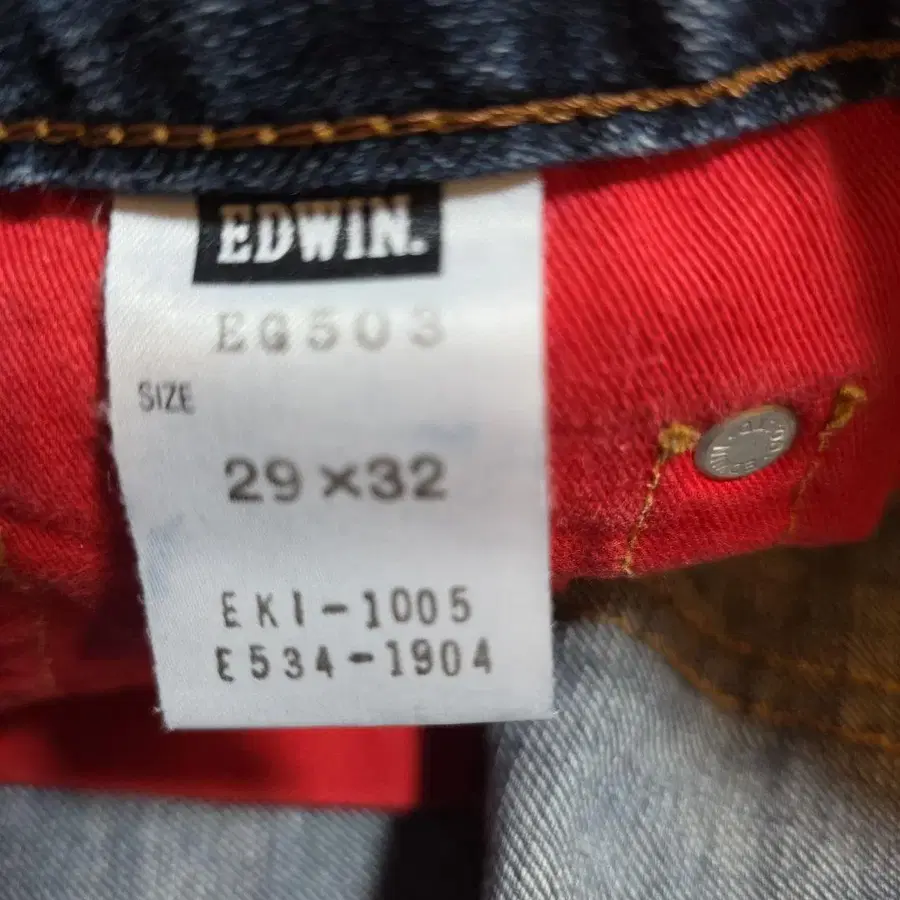 EDWIN.
EG503
SIZE
29×32
EKI-1005
E534-1904